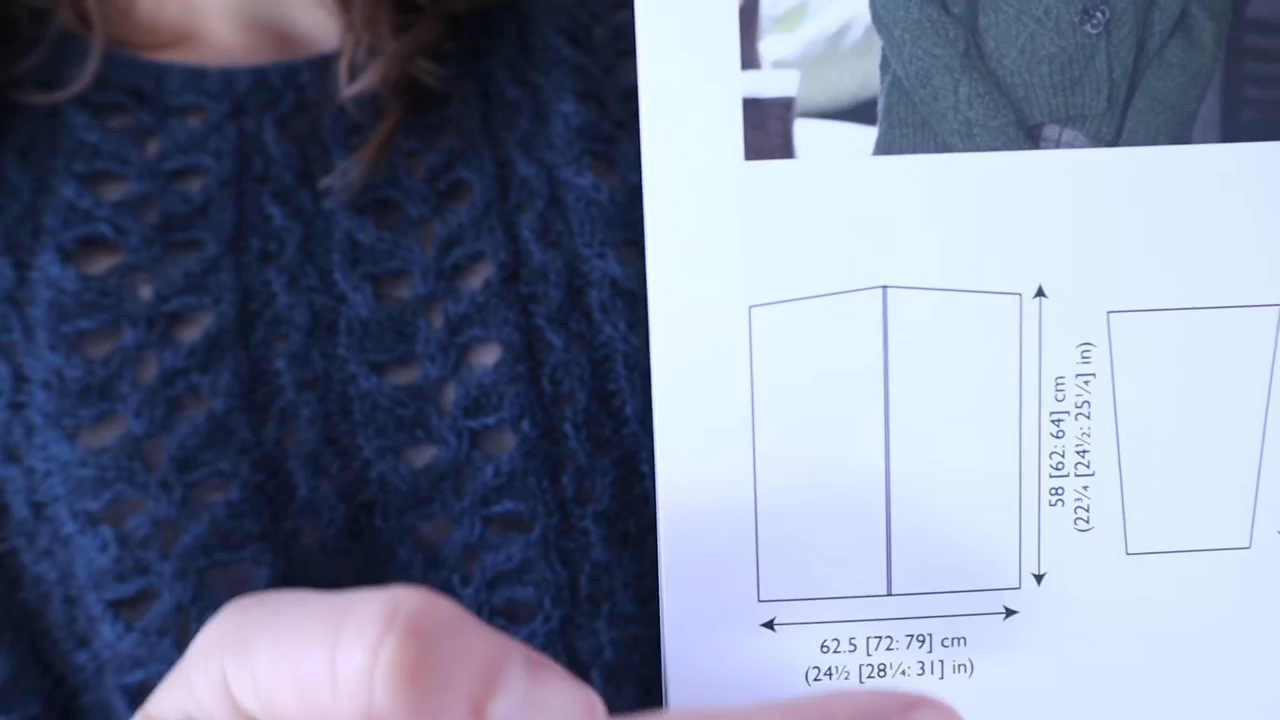 58 [62: 64] cm
(22¾ [24½: 25¼] in)
62.5 [72: 79] cm
(24½ [28¼: 31] in)